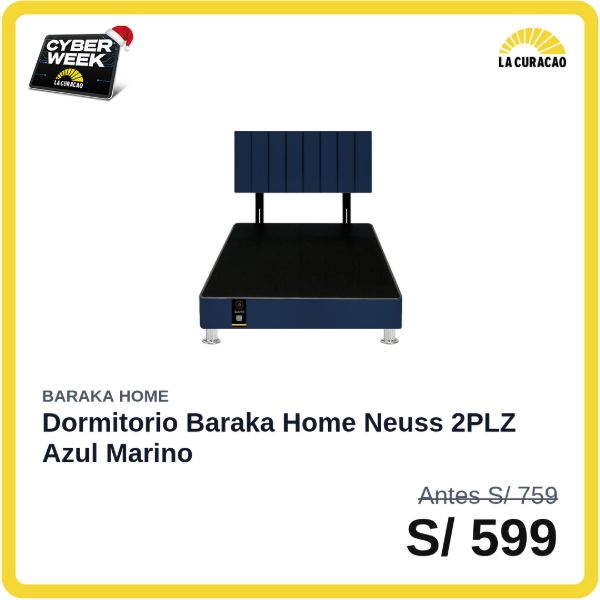 CYBER
WEEK
LA CURACAO
LA CURACAO
BARAKA HOME
Dormitorio Baraka Home Neuss 2PLZ
Azul Marino
Antes S/ 759
S/ 599